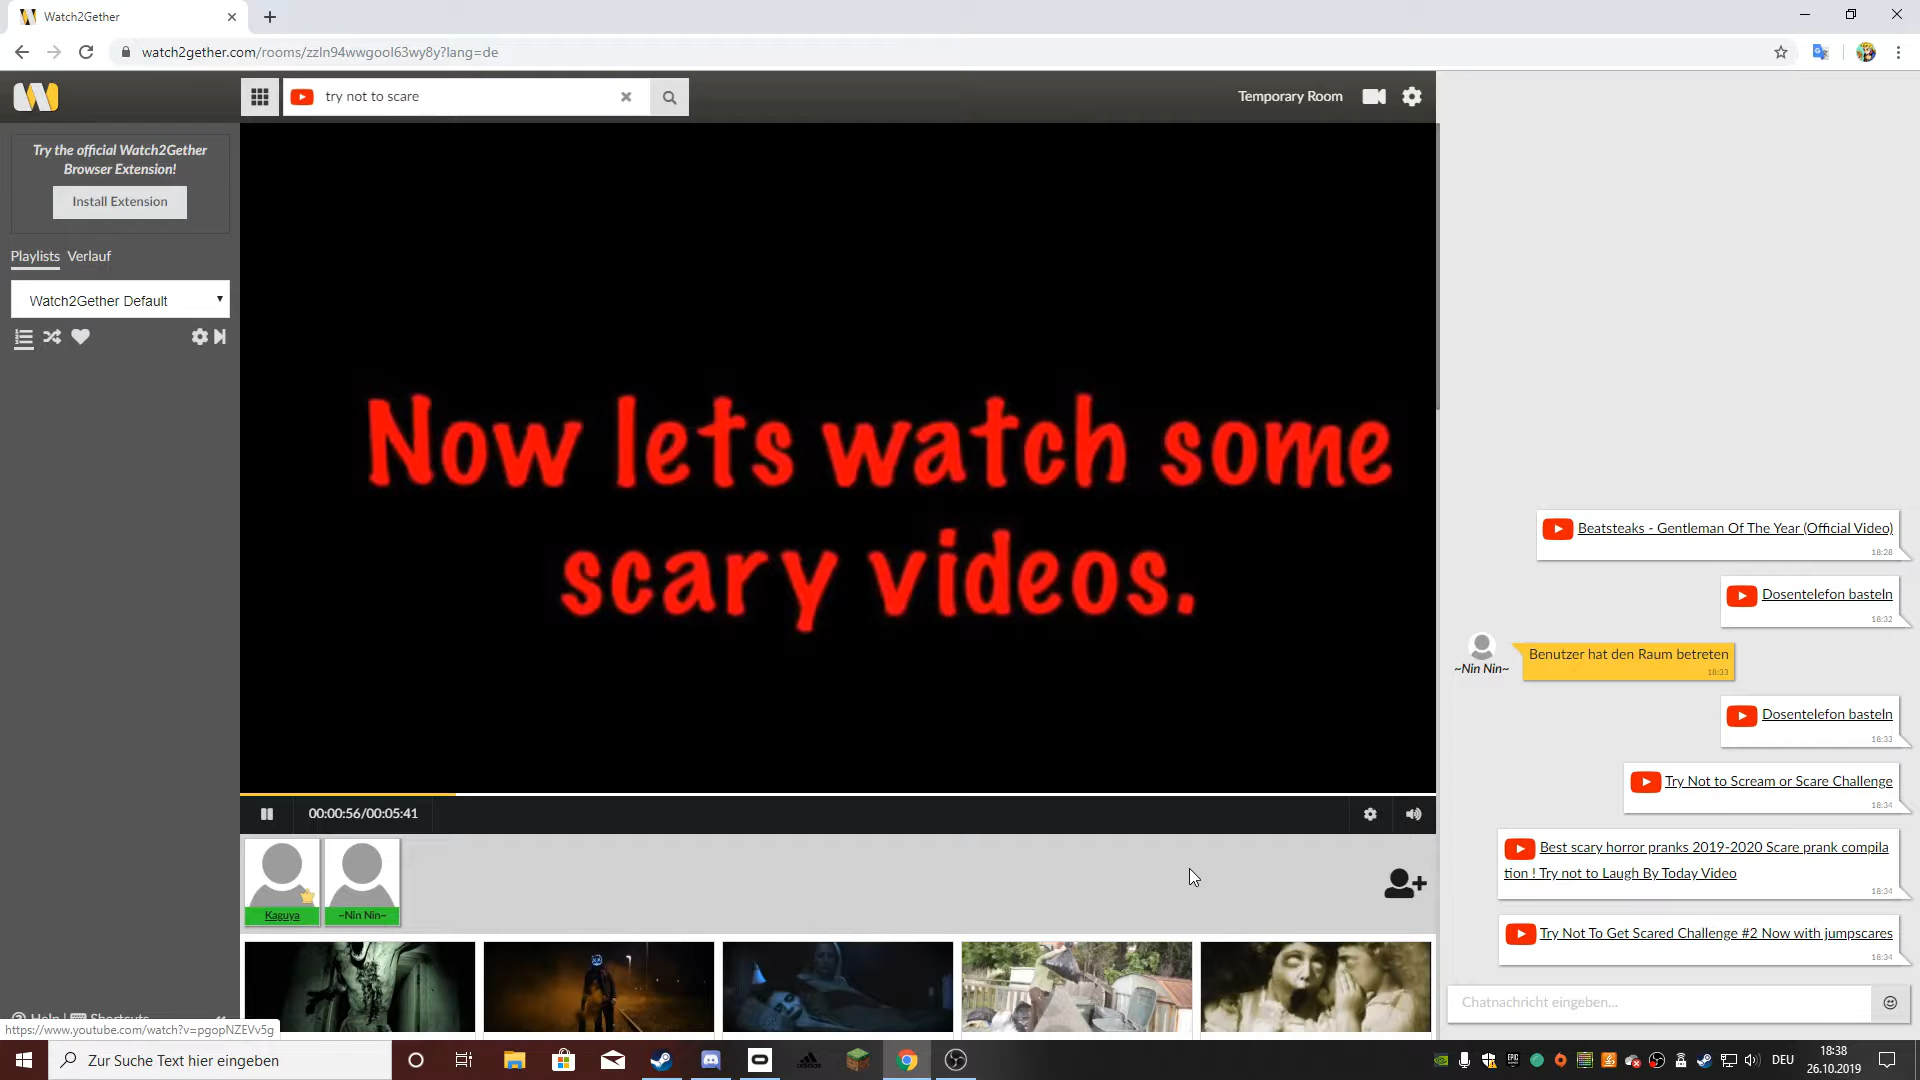 Watch2Gether
watch2gether.com/rooms/zzln94wwgool63wy8y?lang=de
try not to scare
Temporary Room
Try the official Watch2Gether
Browser Extension!
Install Extension
Playlists Verlauf
Watch2Gether Default
Now lets watch some
scary videos.
00:00:56/00:05:41
Kaguya
~Nin Nin~
Beatsteaks - Gentleman Of The Year (Official Video)
18:28
Dosentelefon basteln
18:32
Benutzer hat den Raum betreten
18:33
~Nin Nin~
Dosentelefon basteln
18:33
Try Not to Scream or Scare Challenge
18:34
Best scary horror pranks 2019-2020 Scare prank compila
tion ! Try not to Laugh By Today Video
18:34
Try Not To Get Scared Challenge #2 Now with jumpscares
18:34
Chatnachricht eingeben...
Help | Shortcuts
https://www.youtube.com/watch?v=pgopNZEVv5g
Zur Suche Text hier eingeben
DEU
18:38
26.10.2019